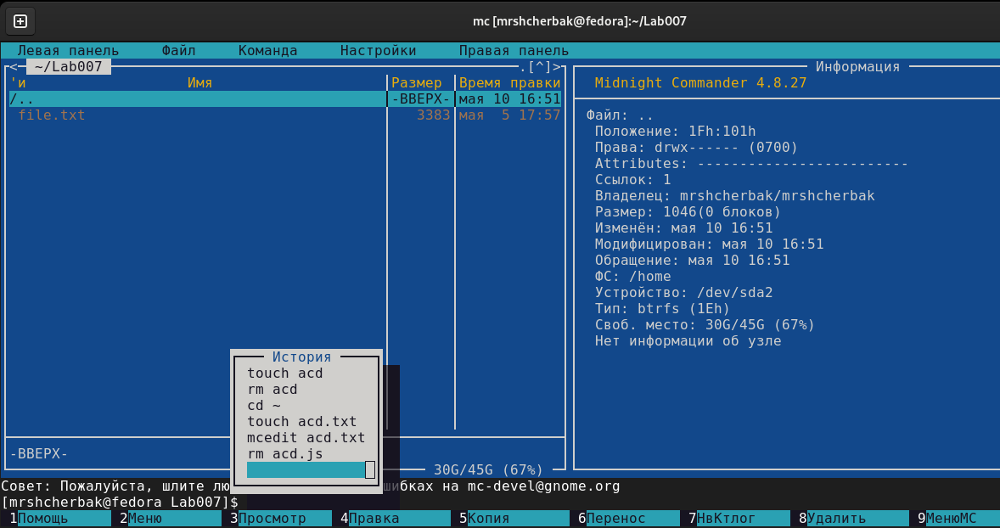 mc [mrshcherbak@fedora]:~/Lab007
Левая панель Файл Команда Настройки Правая панель
<— ~/Lab007 .[^]> Информация
'и Имя Размер Время правки Midnight Commander 4.8.27
/.. -ВВЕРХ- мая 10 16:51
file.txt 3383 мая 5 17:57
Файл: ..
Положение: 1Fh:101h
Права: drwx------ (0700)
Attributes: -------------------------
Ссылок: 1
Владелец: mrshcherbak/mrshcherbak
Размер: 1046(0 блоков)
Изменён: мая 10 16:51
Модифицирован: мая 10 16:51
Обращение: мая 10 16:51
ФС: /home
Устройство: /dev/sda2
Тип: btrfs (1Eh)
Своб. место: 30G/45G (67%)
Нет информации об узле
История
touch acd
rm acd
cd ~
touch acd.txt
mcedit acd.txt
rm acd.js
-ВВЕРХ-
30G/45G (67%)
Совет: Пожалуйста, шлите лю шибках на mc-devel@gnome.org
[mrshcherbak@fedora Lab007]$
1Помощь 2Меню 3Просмотр 4Правка 5Копия 6Перенос 7НвКтлог 8Удалить 9МенюМС